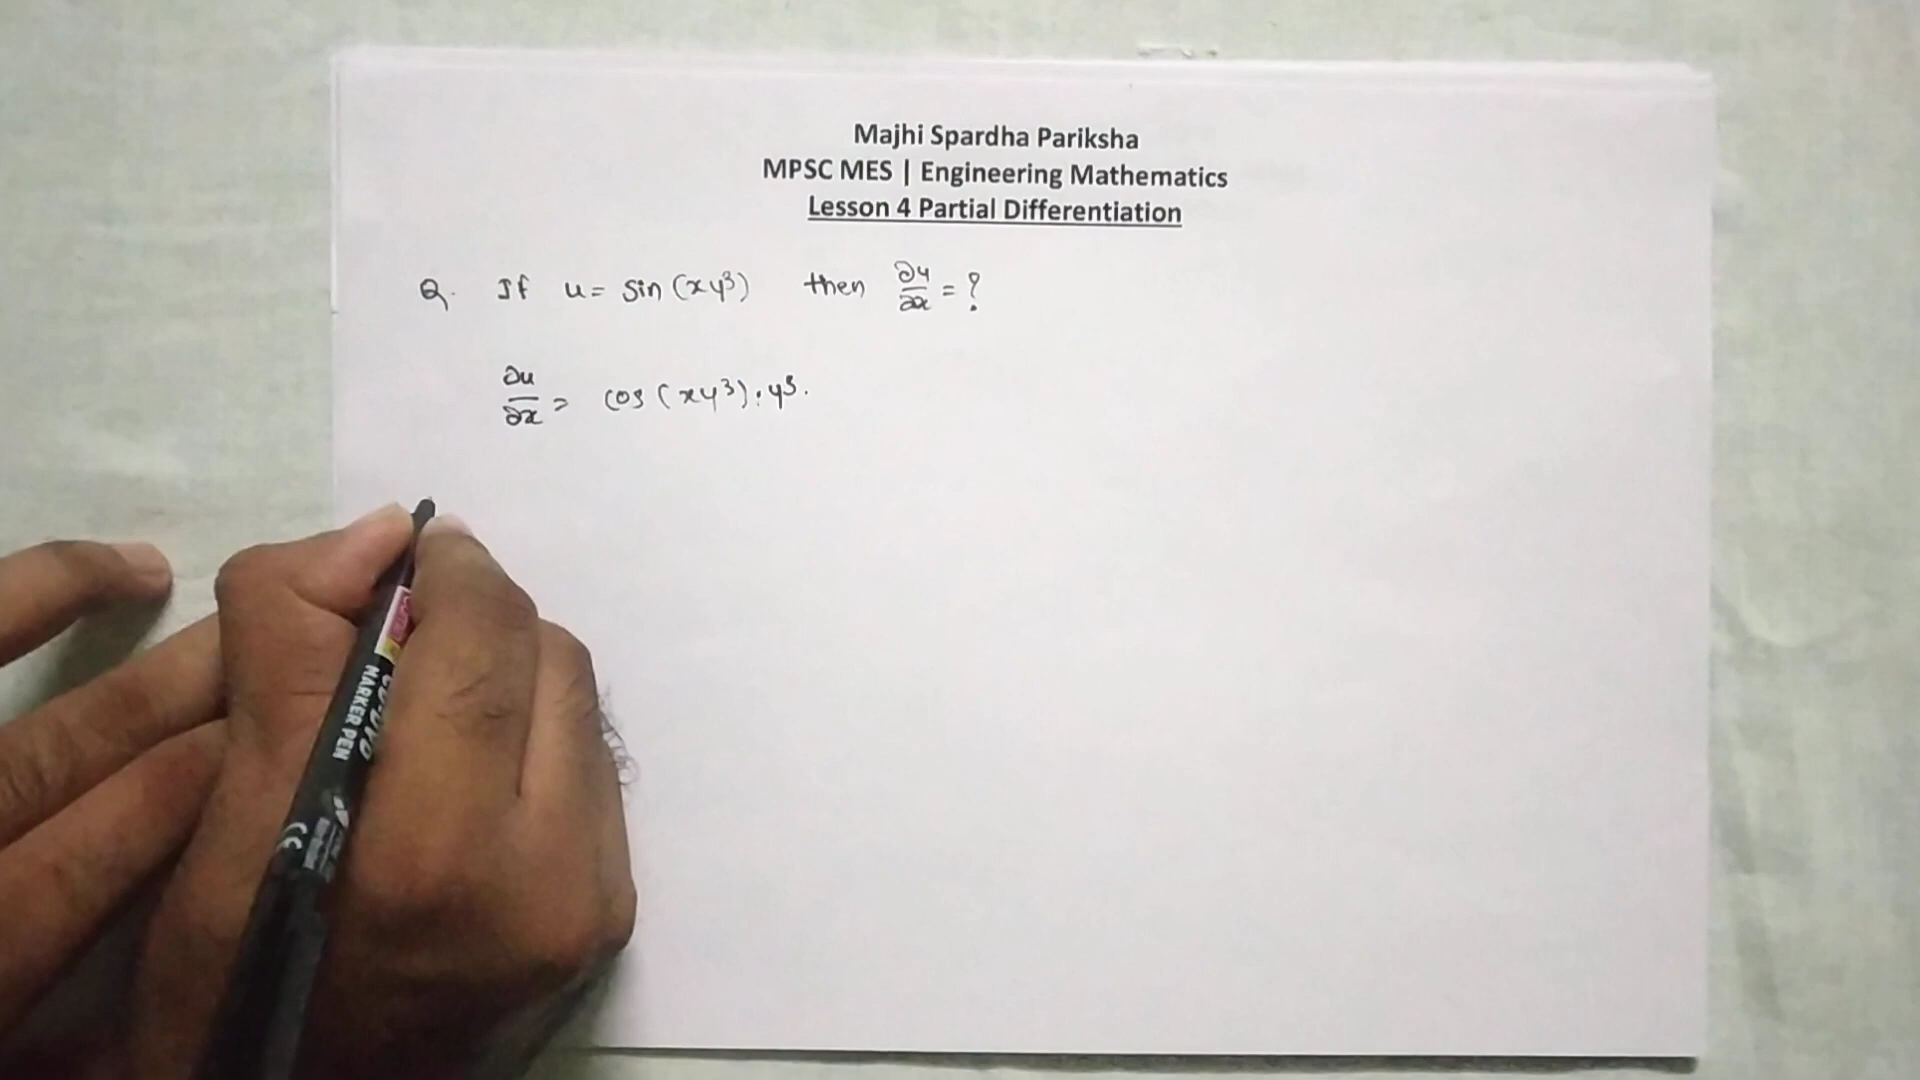 Majhi Spardha Pariksha
MPSC MES | Engineering Mathematics
Lesson 4 Partial Differentiation
Q. If u = sin (xy³) then ∂u/∂x = ?
∂u/∂x = cos (xy³) . y³.
MARKER PEN
CE